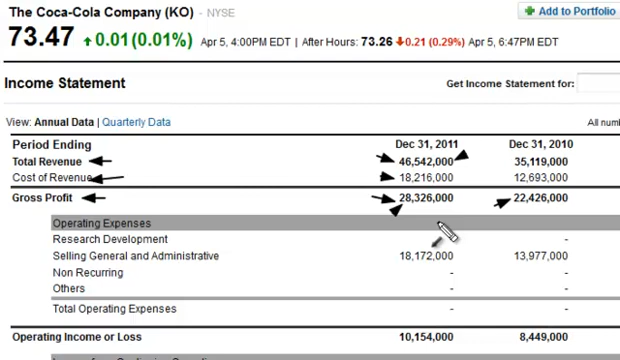 The Coca-Cola Company (KO) - NYSE
Add to Portfolio
73.47 0.01 (0.01%) Apr 5, 4:00PM EDT | After Hours: 73.26 0.21 (0.29%) Apr 5, 6:47PM EDT
Income Statement
Get Income Statement for:
View: Annual Data | Quarterly Data
All num
Period Ending Dec 31, 2011 Dec 31, 2010
Total Revenue 46,542,000 35,119,000
Cost of Revenue 18,216,000 12,693,000
Gross Profit 28,326,000 22,426,000
Operating Expenses
Research Development - -
Selling General and Administrative 18,172,000 13,977,000
Non Recurring - -
Others - -
Total Operating Expenses - -
Operating Income or Loss 10,154,000 8,449,000